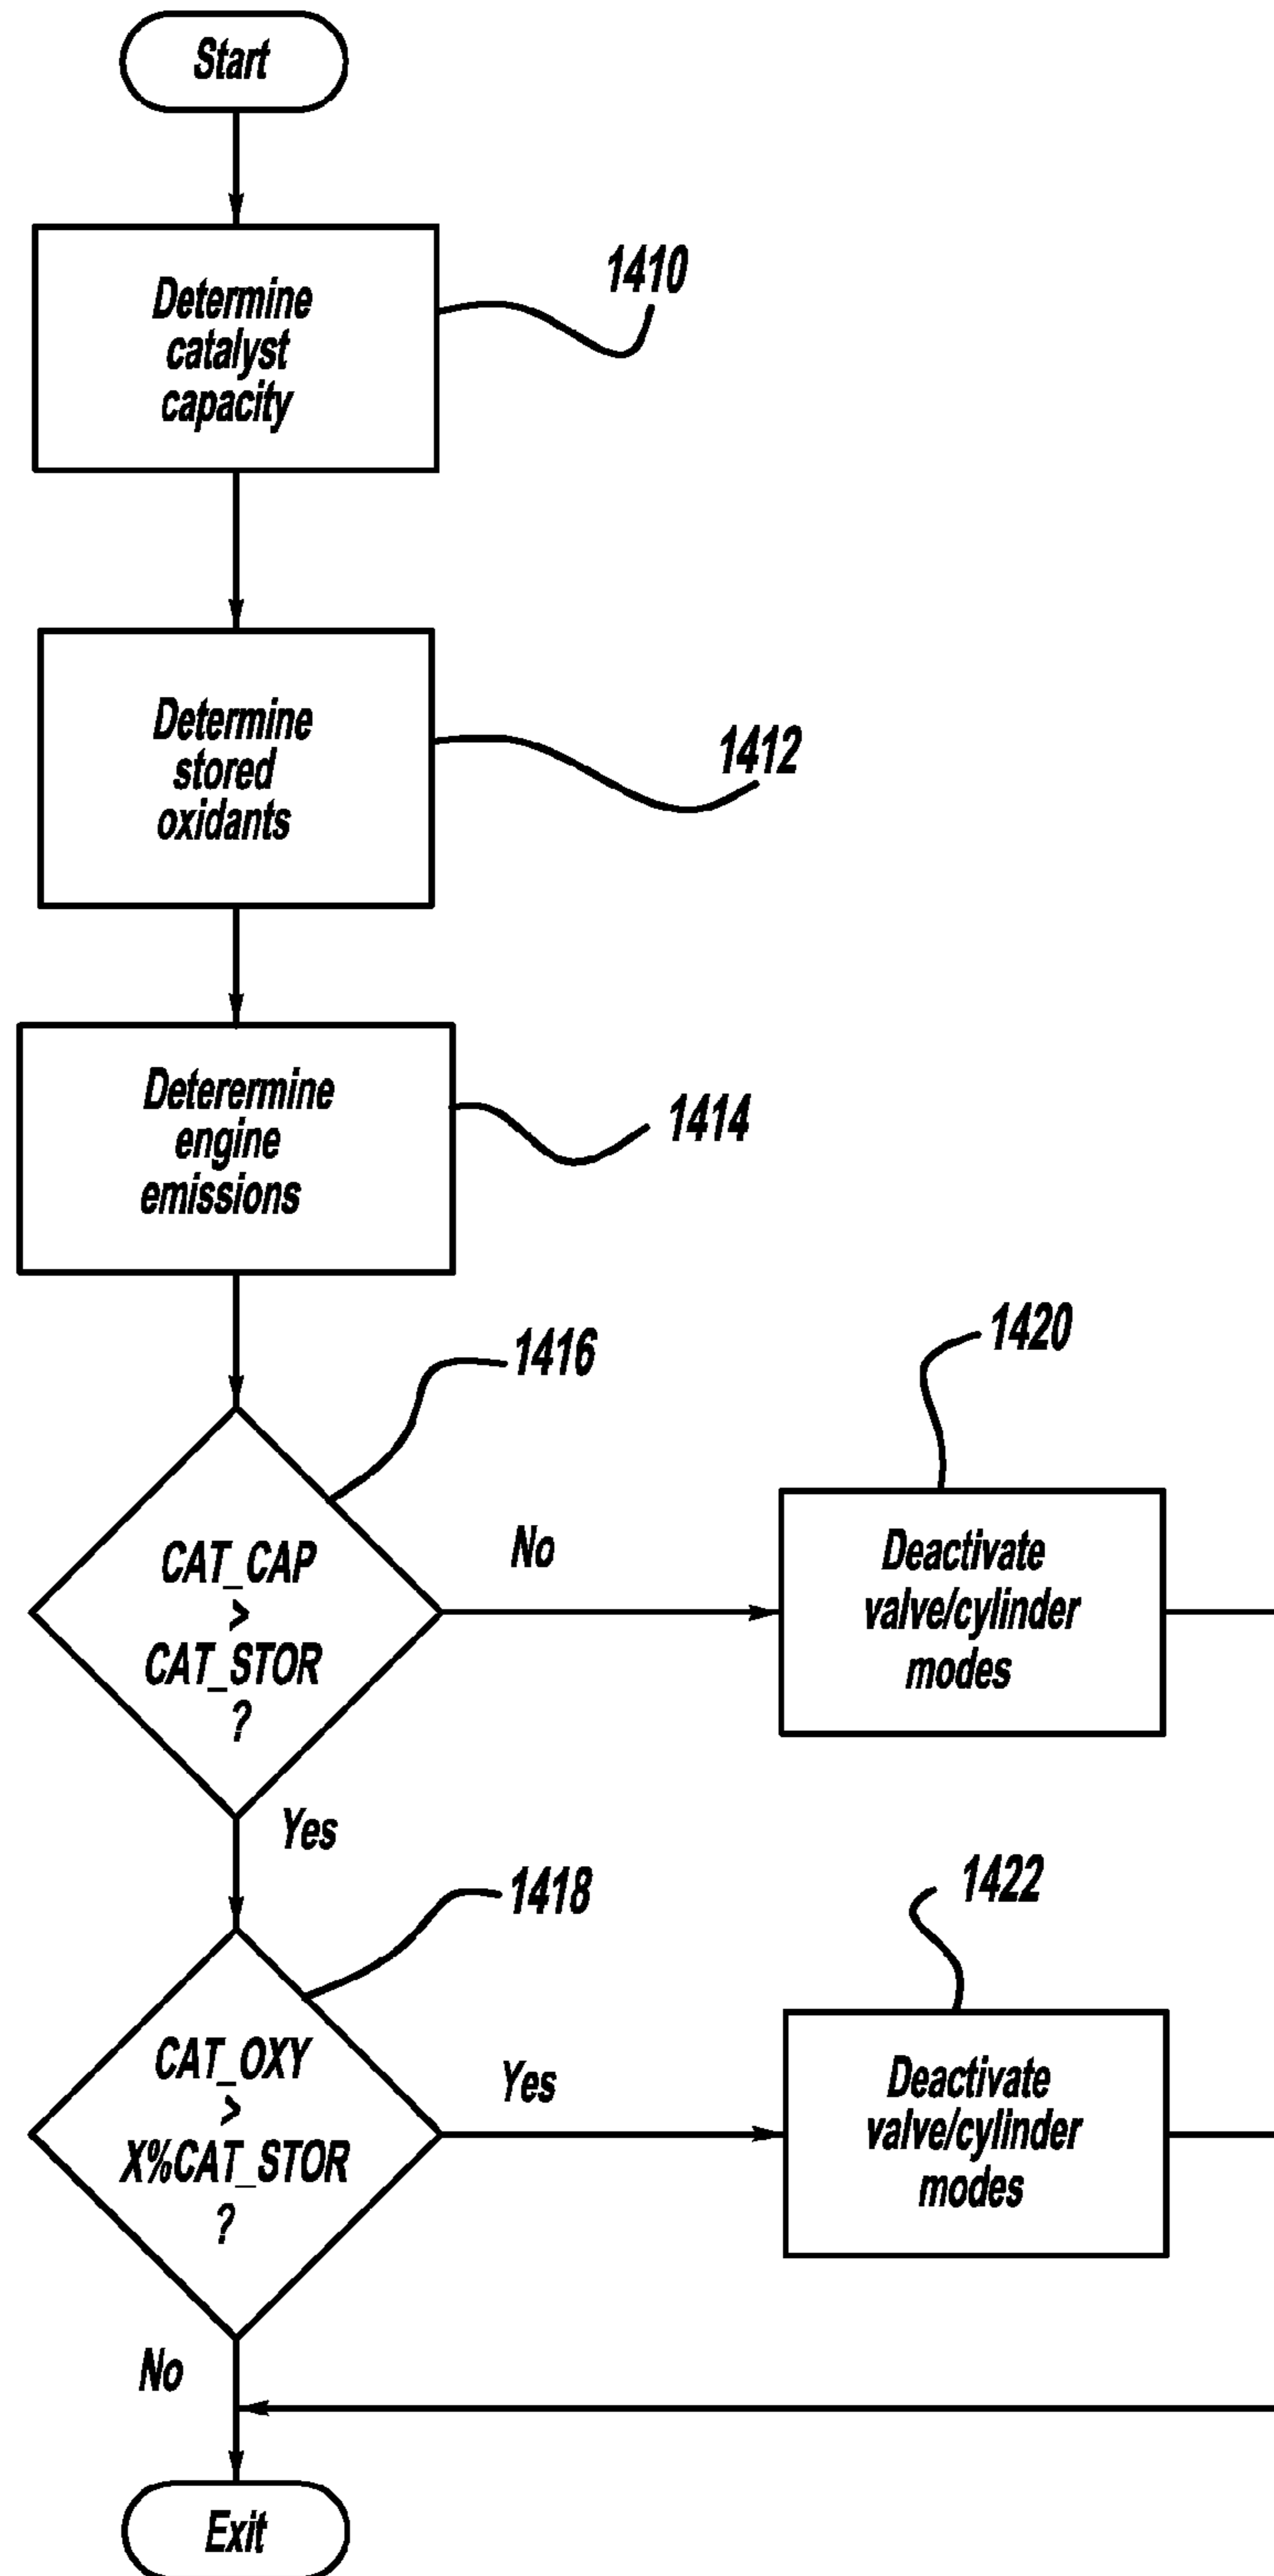 Start
Determine
catalyst
capacity
1410
Determine
stored
oxidants
1412
Deterermine
engine
emissions
1414
1416
CAT_CAP
>
CAT_STOR
?
No
1420
Deactivate
valve/cylinder
modes
Yes
1418
CAT_OXY
>
X%CAT_STOR
?
Yes
1422
Deactivate
valve/cylinder
modes
No
Exit